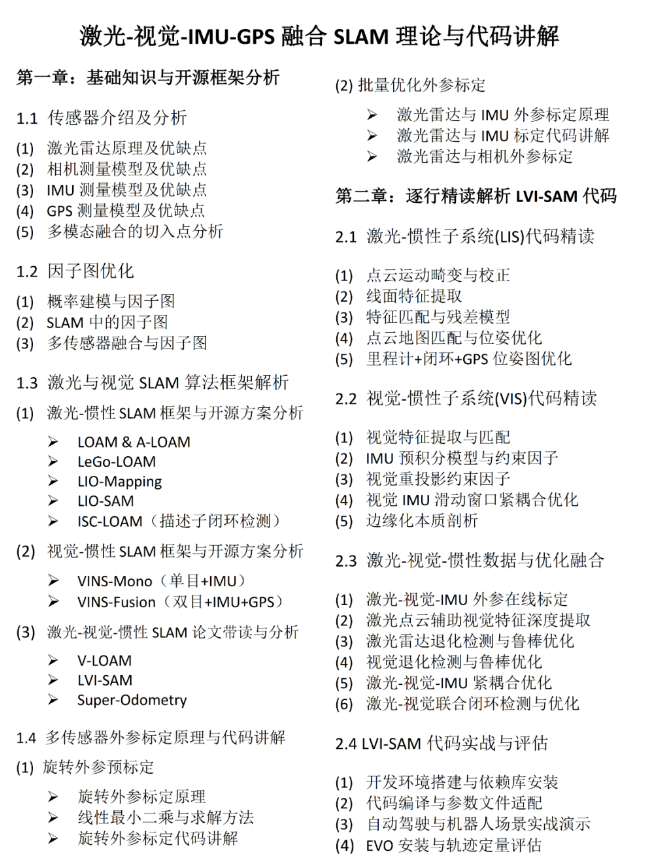 激光-视觉-IMU-GPS 融合 SLAM 理论与代码讲解
第一章：基础知识与开源框架分析
1.1 传感器介绍及分析
(1) 激光雷达原理及优缺点
(2) 相机测量模型及优缺点
(3) IMU 测量模型及优缺点
(4) GPS 测量模型及优缺点
(5) 多模态融合的切入点分析
1.2 因子图优化
(1) 概率建模与因子图
(2) SLAM 中的因子图
(3) 多传感器融合与因子图
1.3 激光与视觉 SLAM 算法框架解析
(1) 激光-惯性 SLAM 框架与开源方案分析
➢ LOAM & A-LOAM
➢ LeGo-LOAM
➢ LIO-Mapping
➢ LIO-SAM
➢ ISC-LOAM（描述子闭环检测）
(2) 视觉-惯性 SLAM 框架与开源方案分析
➢ VINS-Mono（单目+IMU）
➢ VINS-Fusion（双目+IMU+GPS）
(3) 激光-视觉-惯性 SLAM 论文带读与分析
➢ V-LOAM
➢ LVI-SAM
➢ Super-Odometry
1.4 多传感器外参标定原理与代码讲解
(1) 旋转外参预标定
➢ 旋转外参标定原理
➢ 线性最小二乘与求解方法
➢ 旋转外参标定代码讲解
(2) 批量优化外参标定
➢ 激光雷达与 IMU 外参标定原理
➢ 激光雷达与 IMU 标定代码讲解
➢ 激光雷达与相机外参标定
第二章：逐行精读解析 LVI-SAM 代码
2.1 激光-惯性子系统(LIS)代码精读
(1) 点云运动畸变与校正
(2) 线面特征提取
(3) 特征匹配与残差模型
(4) 点云地图匹配与位姿优化
(5) 里程计+闭环+GPS 位姿图优化
2.2 视觉-惯性子系统(VIS)代码精读
(1) 视觉特征提取与匹配
(2) IMU 预积分模型与约束因子
(3) 视觉重投影约束因子
(4) 视觉 IMU 滑动窗口紧耦合优化
(5) 边缘化本质剖析
2.3 激光-视觉-惯性数据与优化融合
(1) 激光-视觉-IMU 外参在线标定
(2) 激光点云辅助视觉特征深度提取
(3) 激光雷达退化检测与鲁棒优化
(4) 视觉退化检测与鲁棒优化
(5) 激光-视觉-IMU 紧耦合优化
(6) 激光-视觉联合闭环检测与优化
2.4 LVI-SAM 代码实战与评估
(1) 开发环境搭建与依赖库安装
(2) 代码编译与参数文件适配
(3) 自动驾驶与机器人场景实战演示
(4) EVO 安装与轨迹定量评估